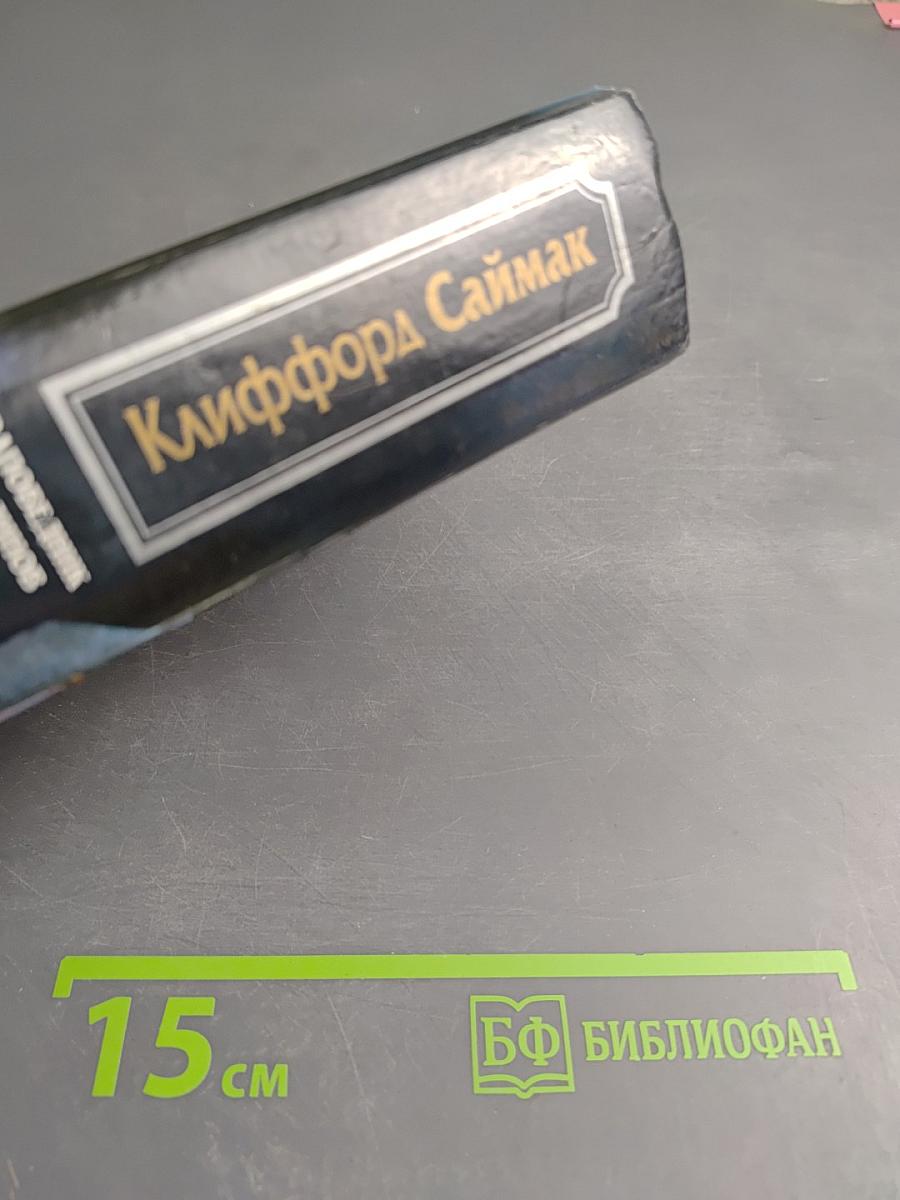 Клиффорд Саймак
15 см
БФ БИБЛИОФАН